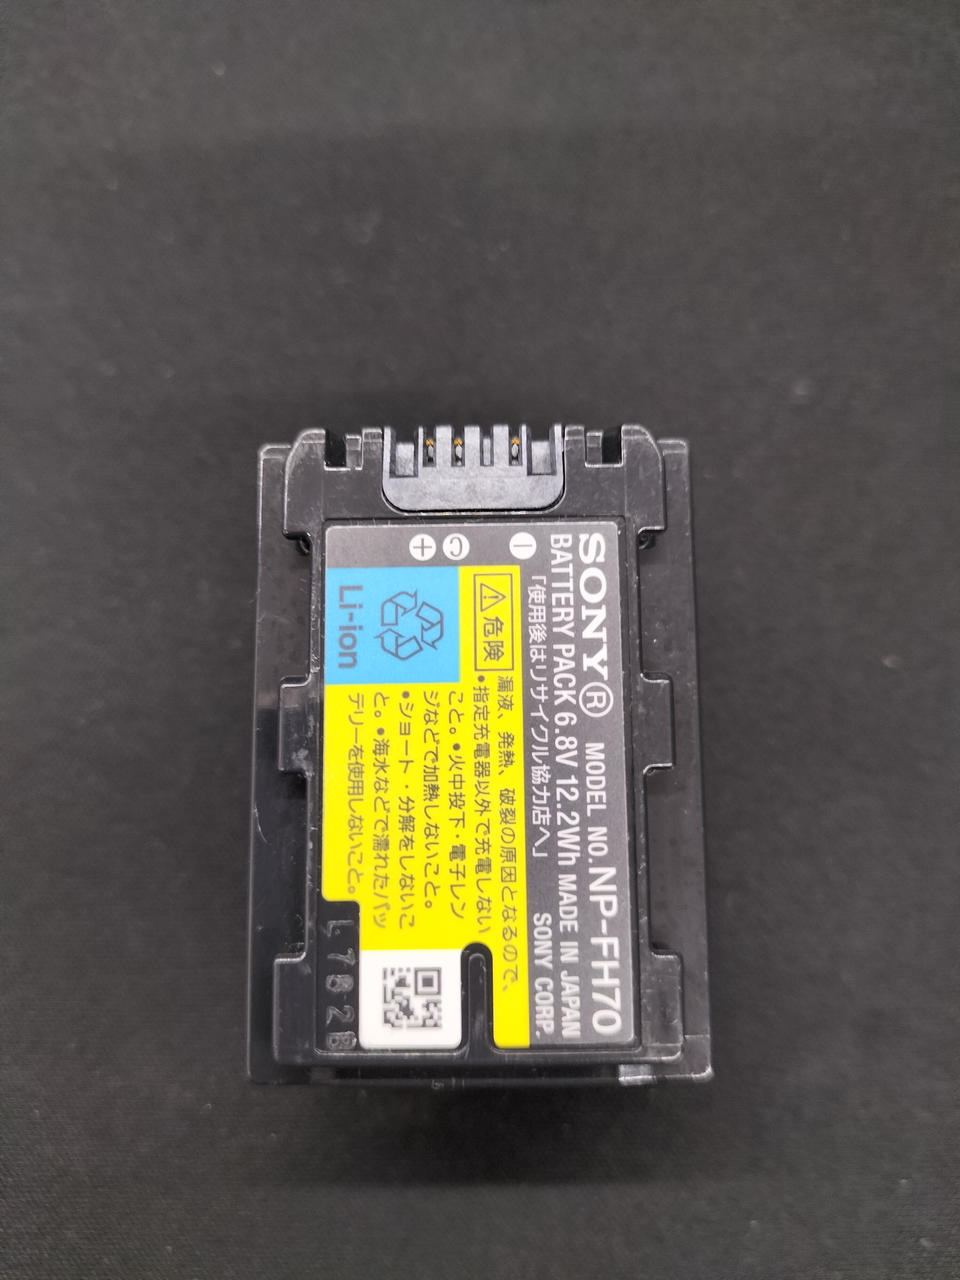 SONY® MODEL NO. NP-FH70
BATTERY PACK 6.8V 12.2Wh MADE IN JAPAN
「使用後はリサイクル協力店へ」 SONY CORP.
− C +
⚠危険
漏液、発熱、破裂の原因となるので、
•指定充電器以外で充電しない
こと。•火中投下・電子レン
ジなどで加熱しないこと。
•ショート・分解をしないこ
と。•海水などで濡れたバッ
テリーを使用しないこと。
Li-ion
L782B